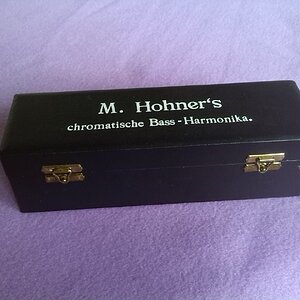 M. Hohner's
chromatische Bass-Harmonika.